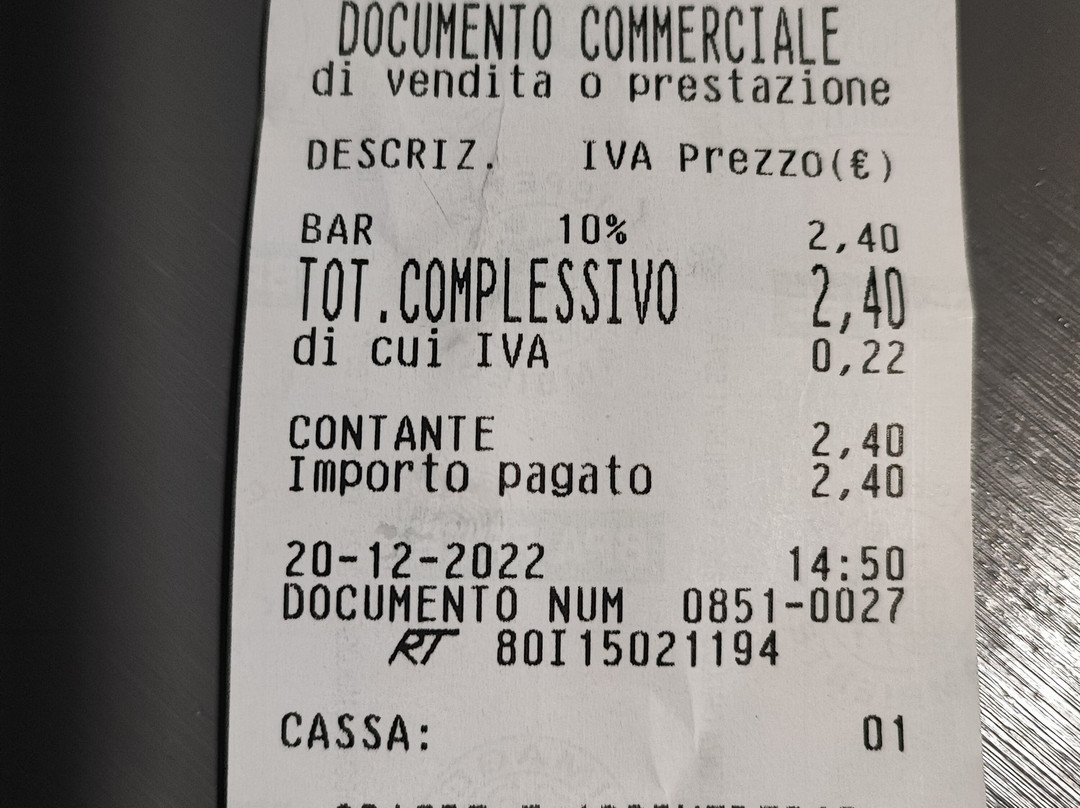 DOCUMENTO COMMERCIALE
di vendita o prestazione
DESCRIZ. IVA Prezzo(€)
BAR 10% 2,40
TOT.COMPLESSIVO 2,40
di cui IVA 0,22
CONTANTE 2,40
Importo pagato 2,40
20-12-2022 14:50
DOCUMENTO NUM 0851-0027
RT 80I15021194
CASSA: 01